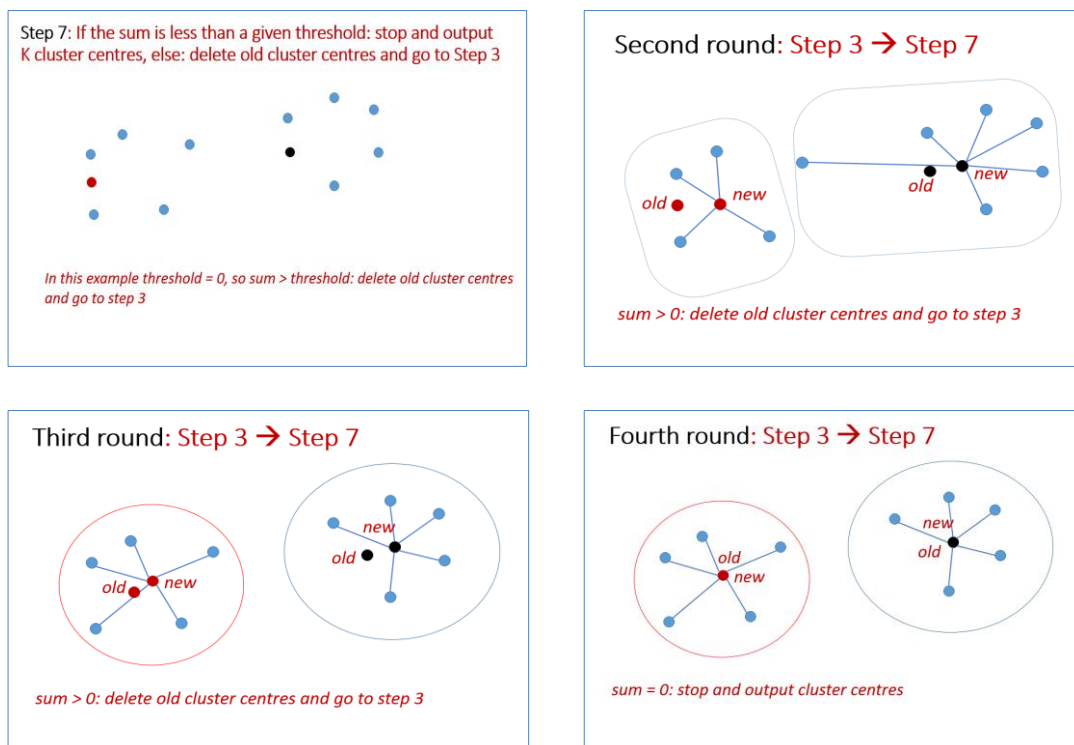 Step 7: If the sum is less than a given threshold: stop and output
K cluster centres, else: delete old cluster centres and go to Step 3
In this example threshold = 0, so sum > threshold: delete old cluster centres
and go to step 3
Second round: Step 3 → Step 7
old
new
old
new
sum > 0: delete old cluster centres and go to step 3
Third round: Step 3 → Step 7
new
old
old
new
sum > 0: delete old cluster centres and go to step 3
Fourth round: Step 3 → Step 7
new
old
old
new
sum = 0: stop and output cluster centres